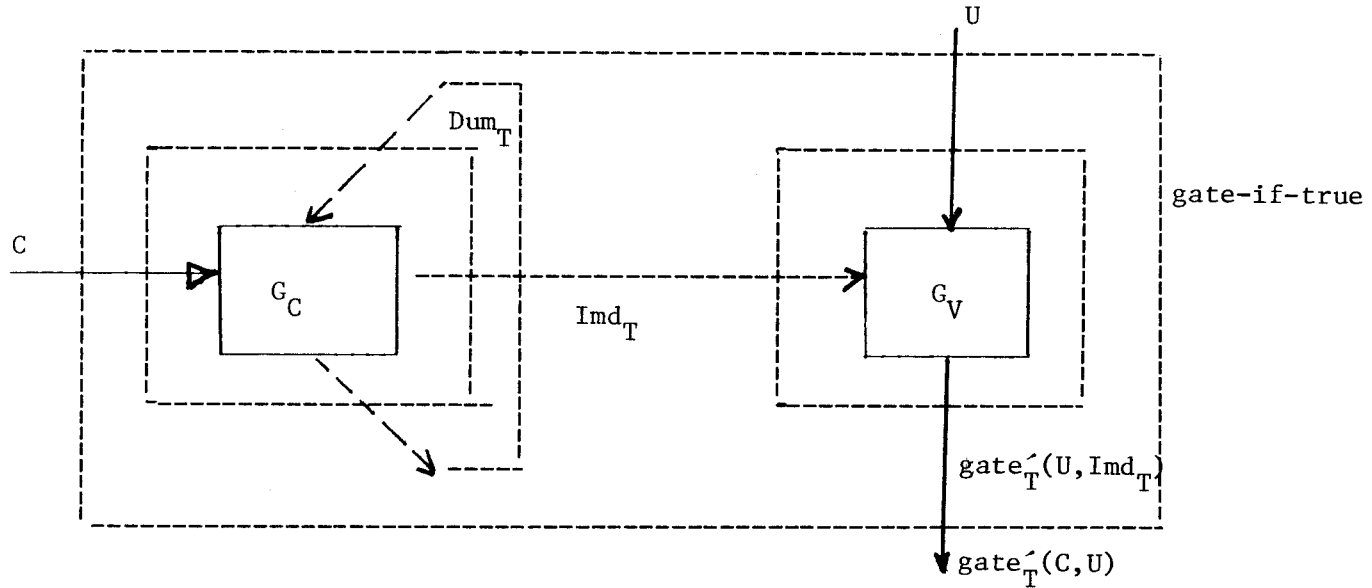 U
Dum_T
gate-if-true
C
G_C
G_V
Imd_T
gate´_T(U,Imd_T)
gate´_T(C,U)